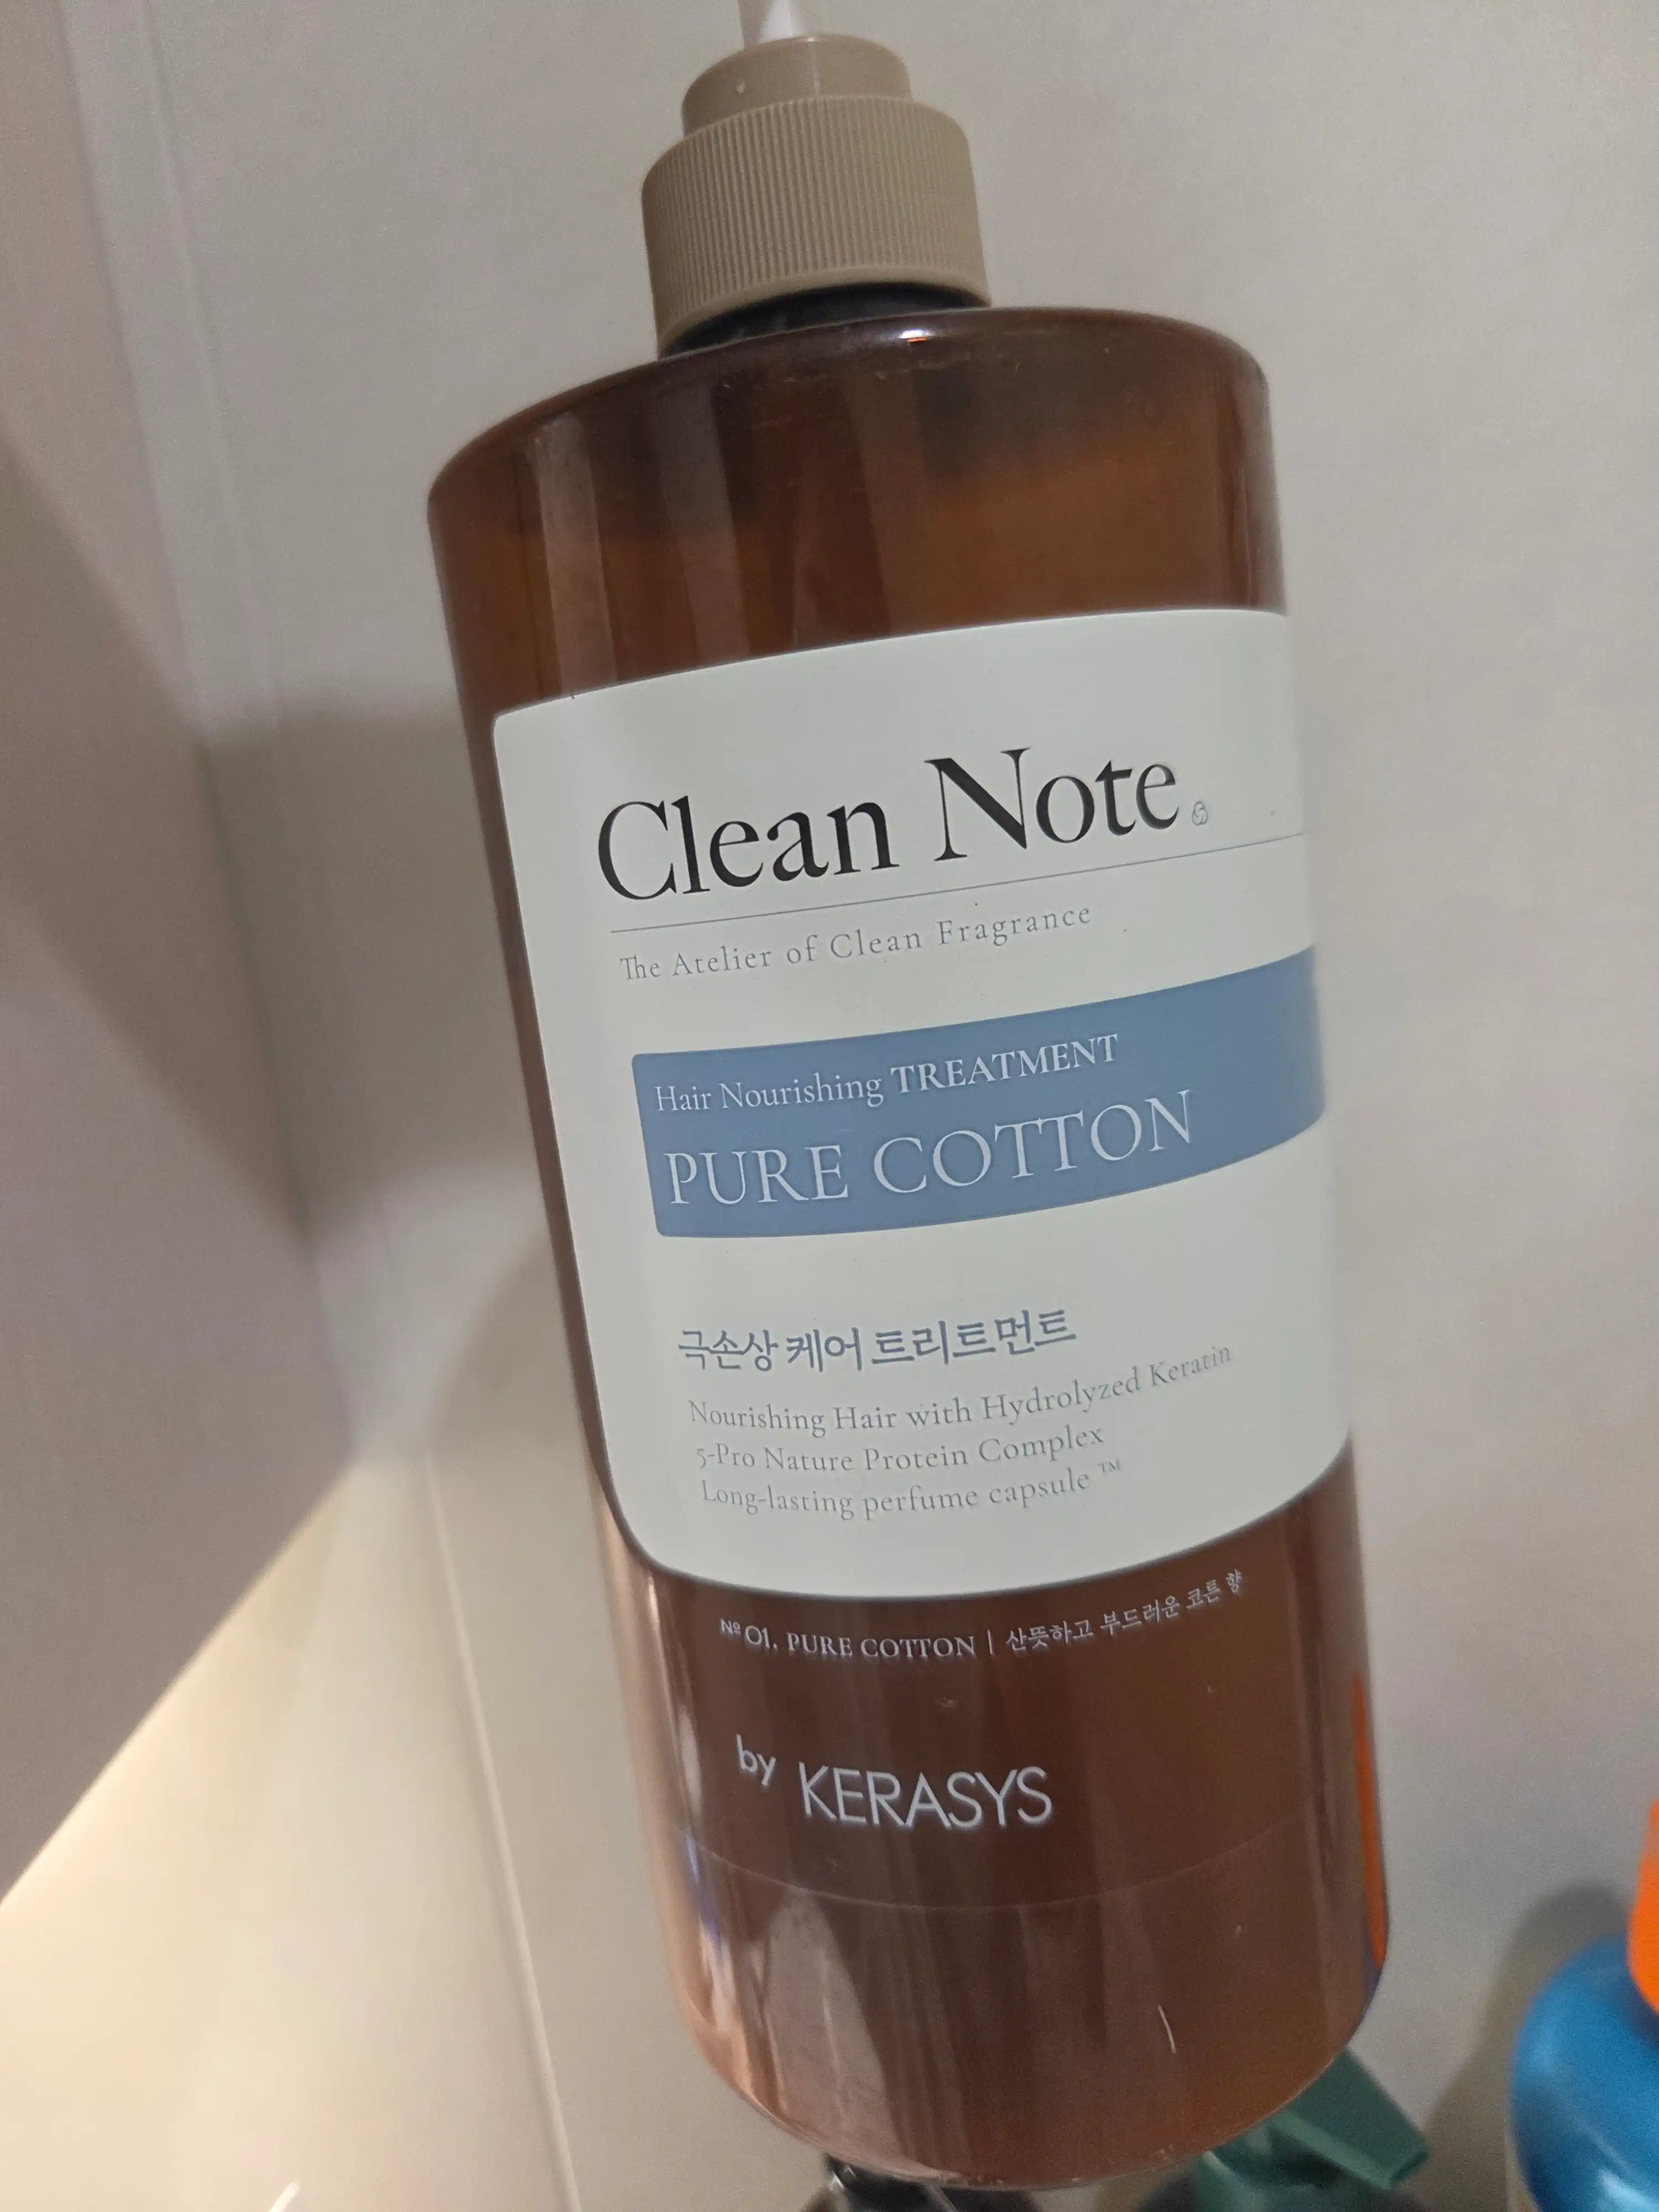 Clean Note
The Atelier of Clean Fragrance
Hair Nourishing TREATMENT
PURE COTTON
극손상 케어 트리트먼트
Nourishing Hair with Hydrolyzed Keratin
5-Pro Nature Protein Complex
Long-lasting perfume capsule ™
Nº 01. PURE COTTON | 산뜻하고 부드러운 코튼 향
by KERASYS